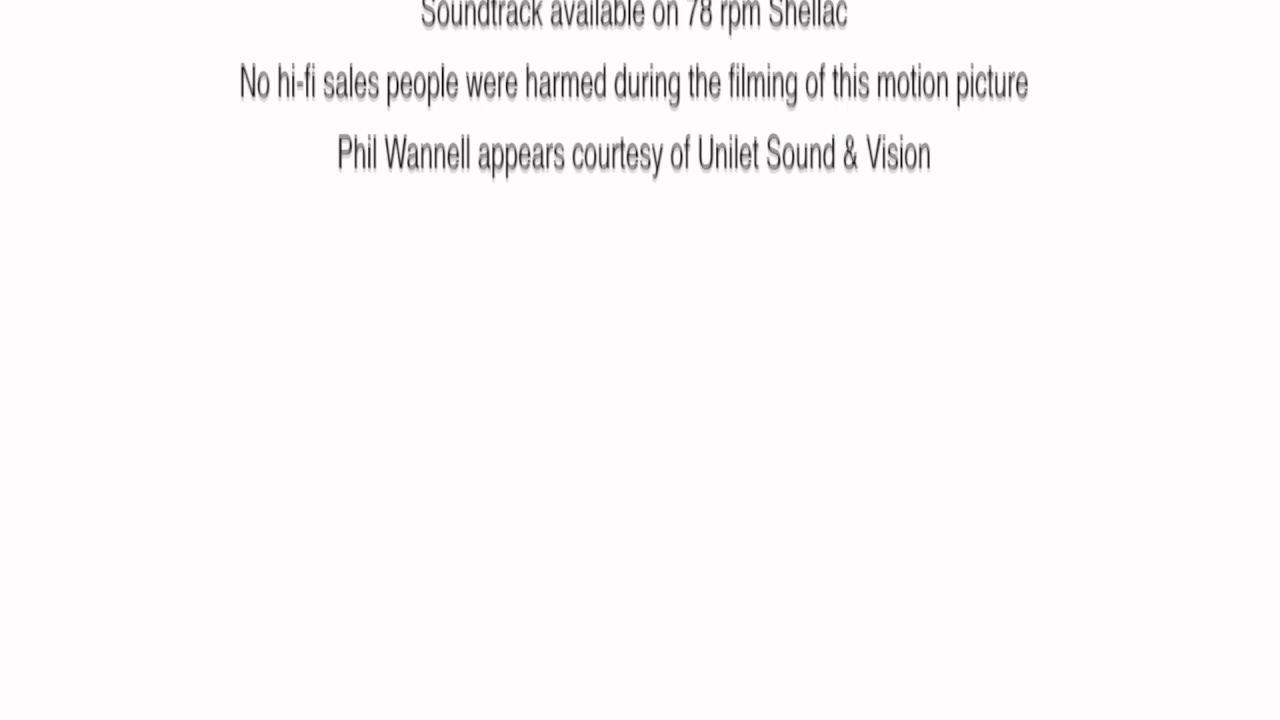 Soundtrack available on 78 rpm Shellac
No hi-fi sales people were harmed during the filming of this motion picture
Phil Wannell appears courtesy of Unilet Sound & Vision